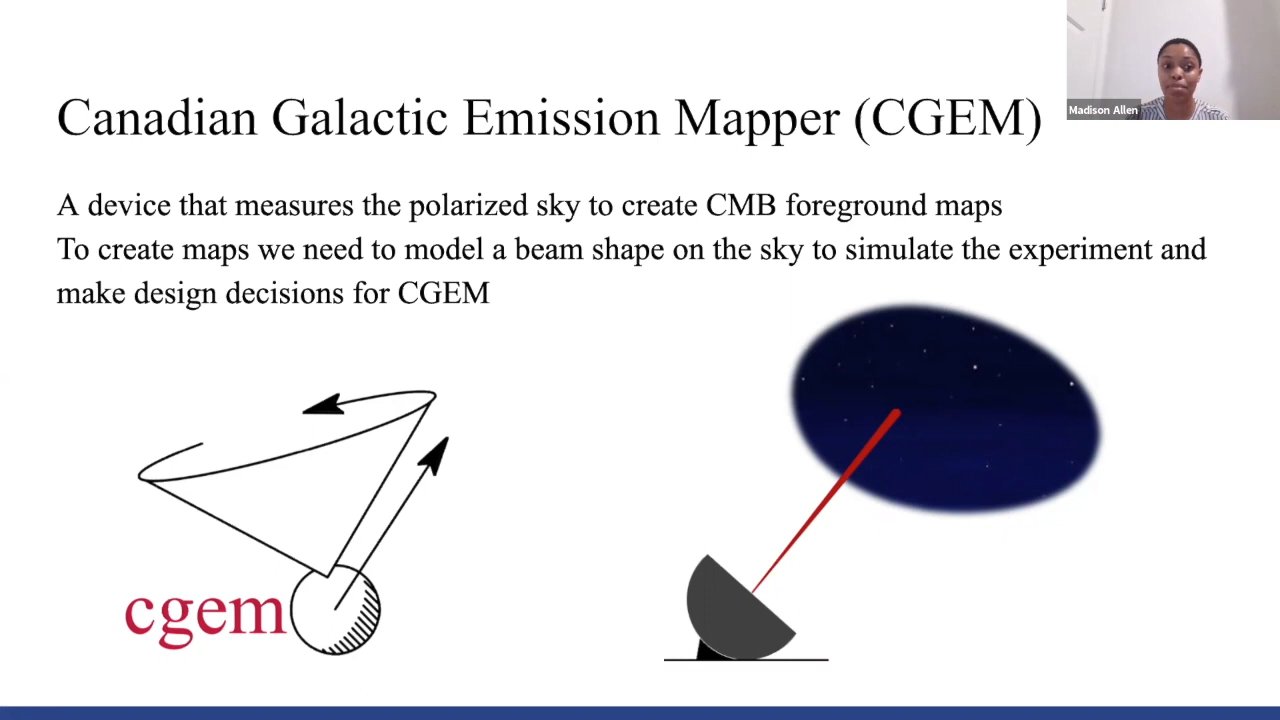 Canadian Galactic Emission Mapper (CGEM)
Madison Allen
A device that measures the polarized sky to create CMB foreground maps
To create maps we need to model a beam shape on the sky to simulate the experiment and
make design decisions for CGEM
cgem